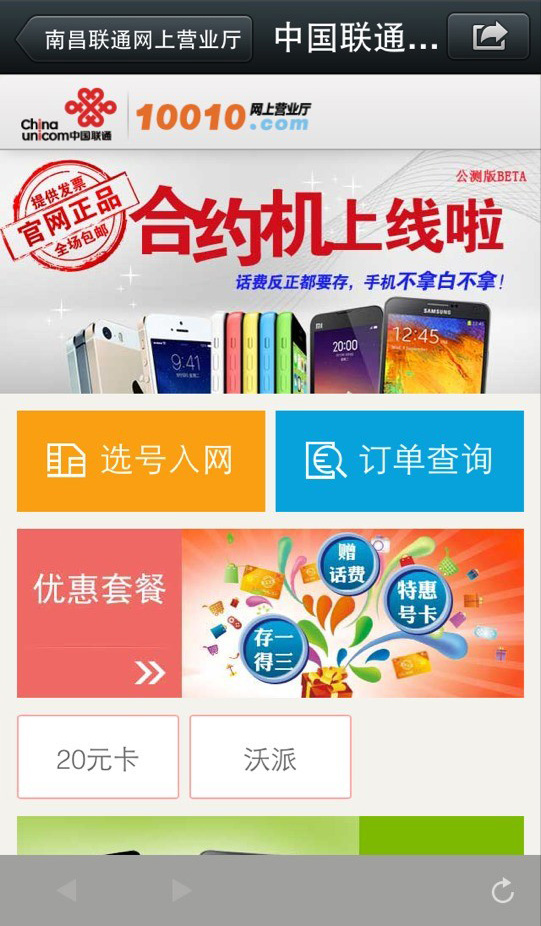 南昌联通网上营业厅
中国联通...
China
unicom中国联通
10010
网上营业厅
.com
公测版BETA
提供发票
官网正品
全场包邮
合约机上线啦
话费反正都要存，手机不拿白不拿！
9:41
20:00
SAMSUNG
12:45
选号入网
订单查询
优惠套餐
赠
话费
特惠
号卡
存一
得三
20元卡
沃派